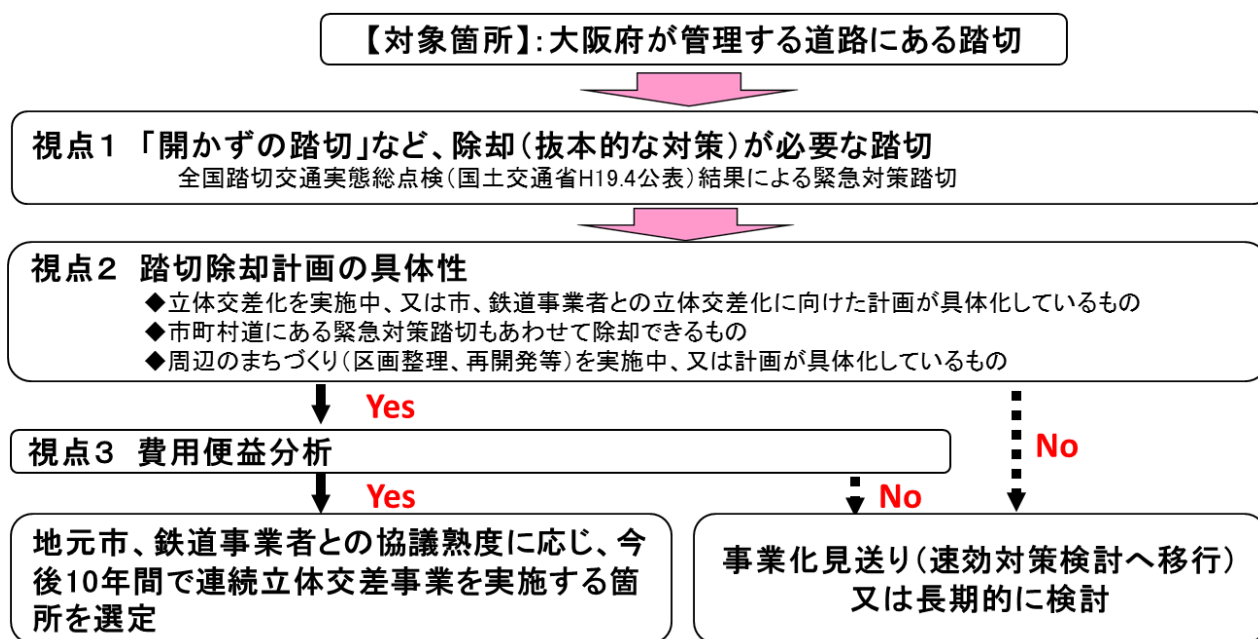 【対象箇所】:大阪府が管理する道路にある踏切
視点1 「開かずの踏切」など、除却(抜本的な対策)が必要な踏切
全国踏切交通実態総点検(国土交通省H19.4公表)結果による緊急対策踏切
視点2 踏切除却計画の具体性
◆立体交差化を実施中、又は市、鉄道事業者との立体交差化に向けた計画が具体化しているもの
◆市町村道にある緊急対策踏切もあわせて除却できるもの
◆周辺のまちづくり(区画整理、再開発等)を実施中、又は計画が具体化しているもの
Yes
No
視点3 費用便益分析
Yes
No
地元市、鉄道事業者との協議熟度に応じ、今
後10年間で連続立体交差事業を実施する箇
所を選定
事業化見送り(速効対策検討へ移行)
又は長期的に検討